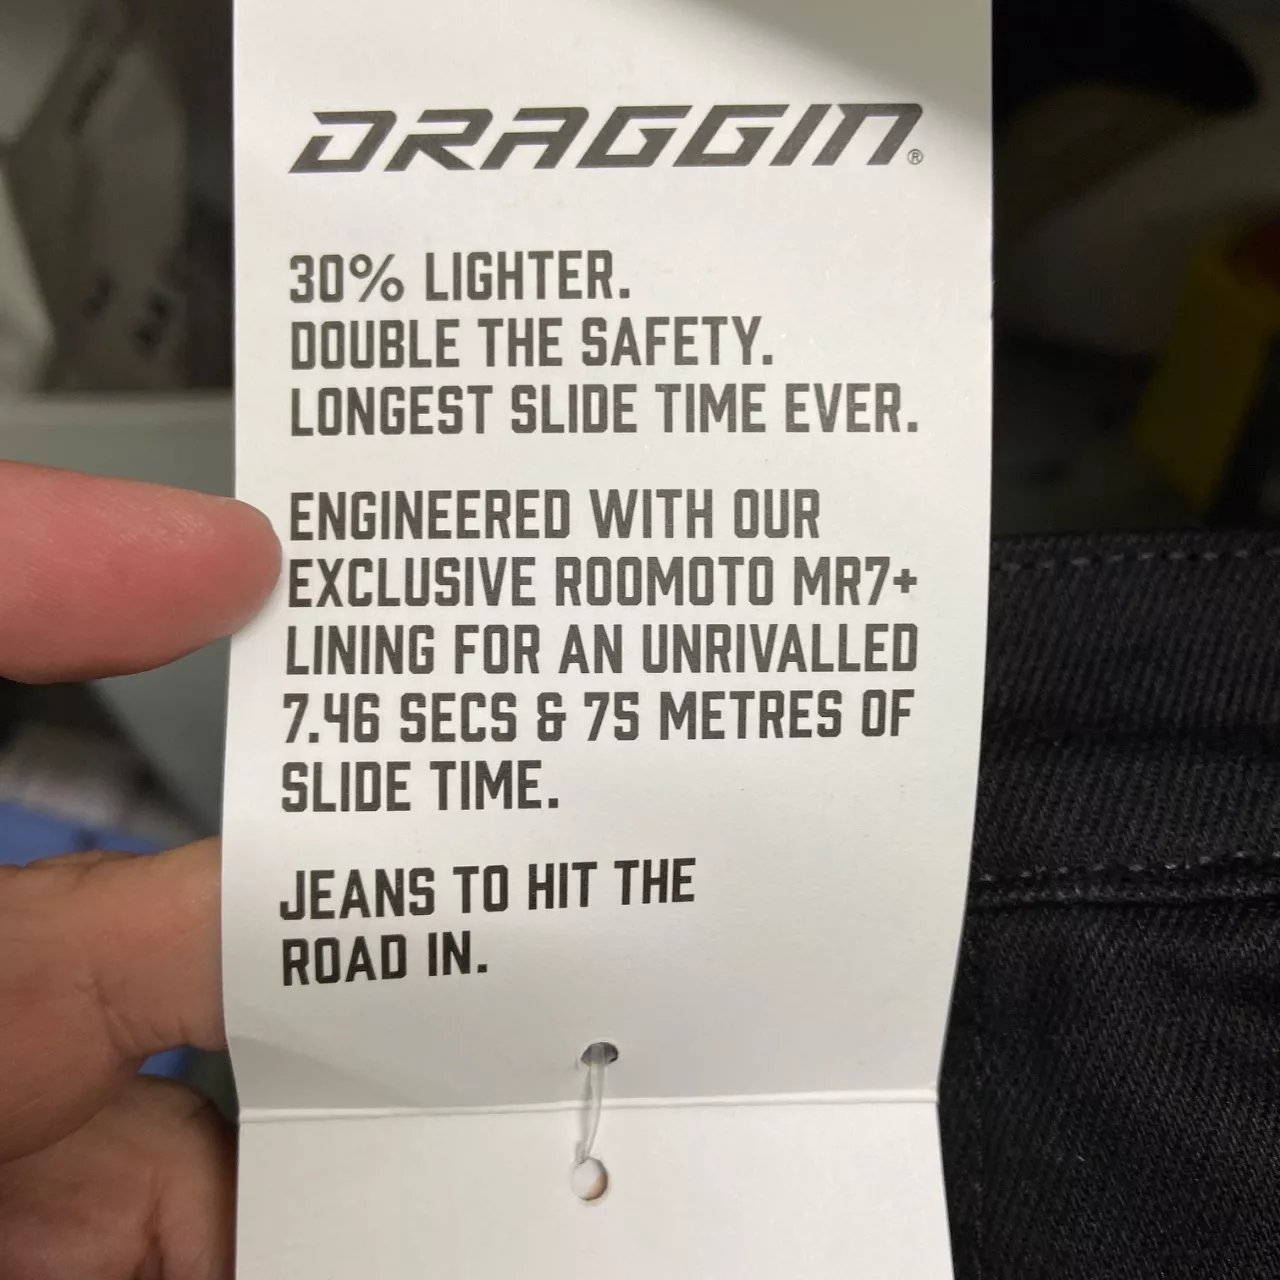 DRAGGIN®
30% LIGHTER.
DOUBLE THE SAFETY.
LONGEST SLIDE TIME EVER.
ENGINEERED WITH OUR
EXCLUSIVE ROOMOTO MR7+
LINING FOR AN UNRIVALLED
7.46 SECS & 75 METRES OF
SLIDE TIME.
JEANS TO HIT THE
ROAD IN.